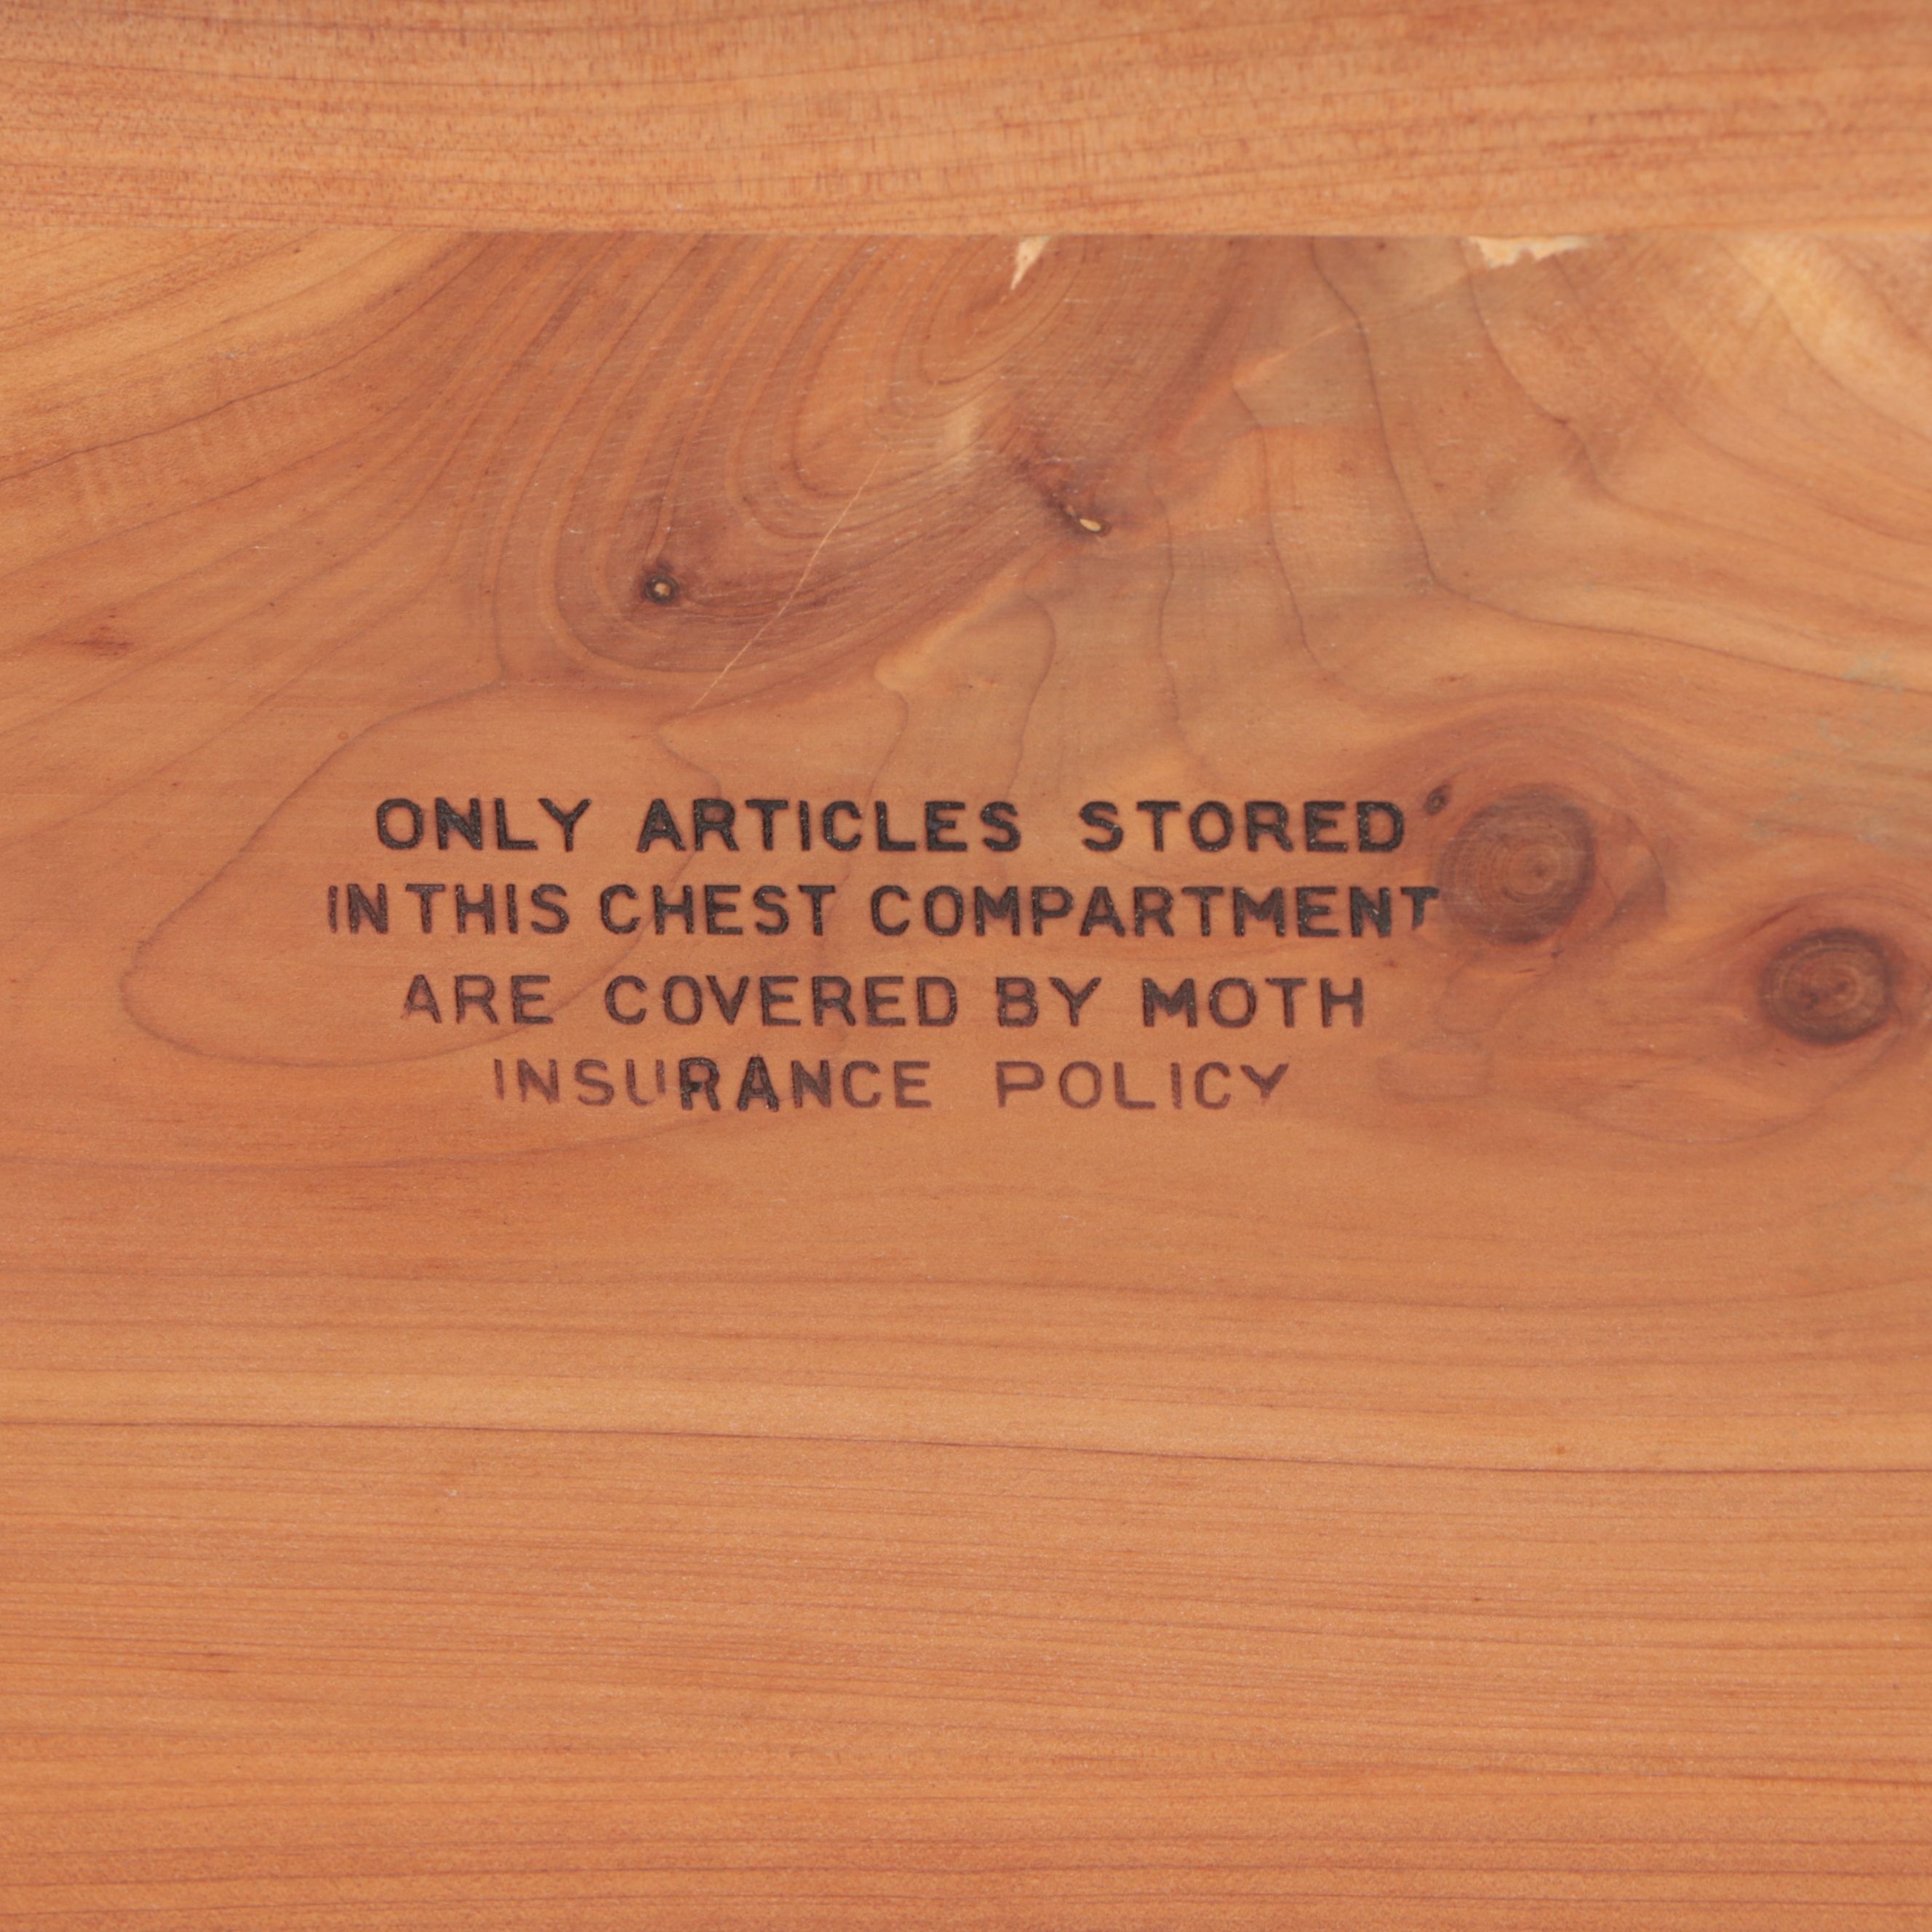 ONLY ARTICLES STORED
IN THIS CHEST COMPARTMENT
ARE COVERED BY MOTH
INSURANCE POLICY